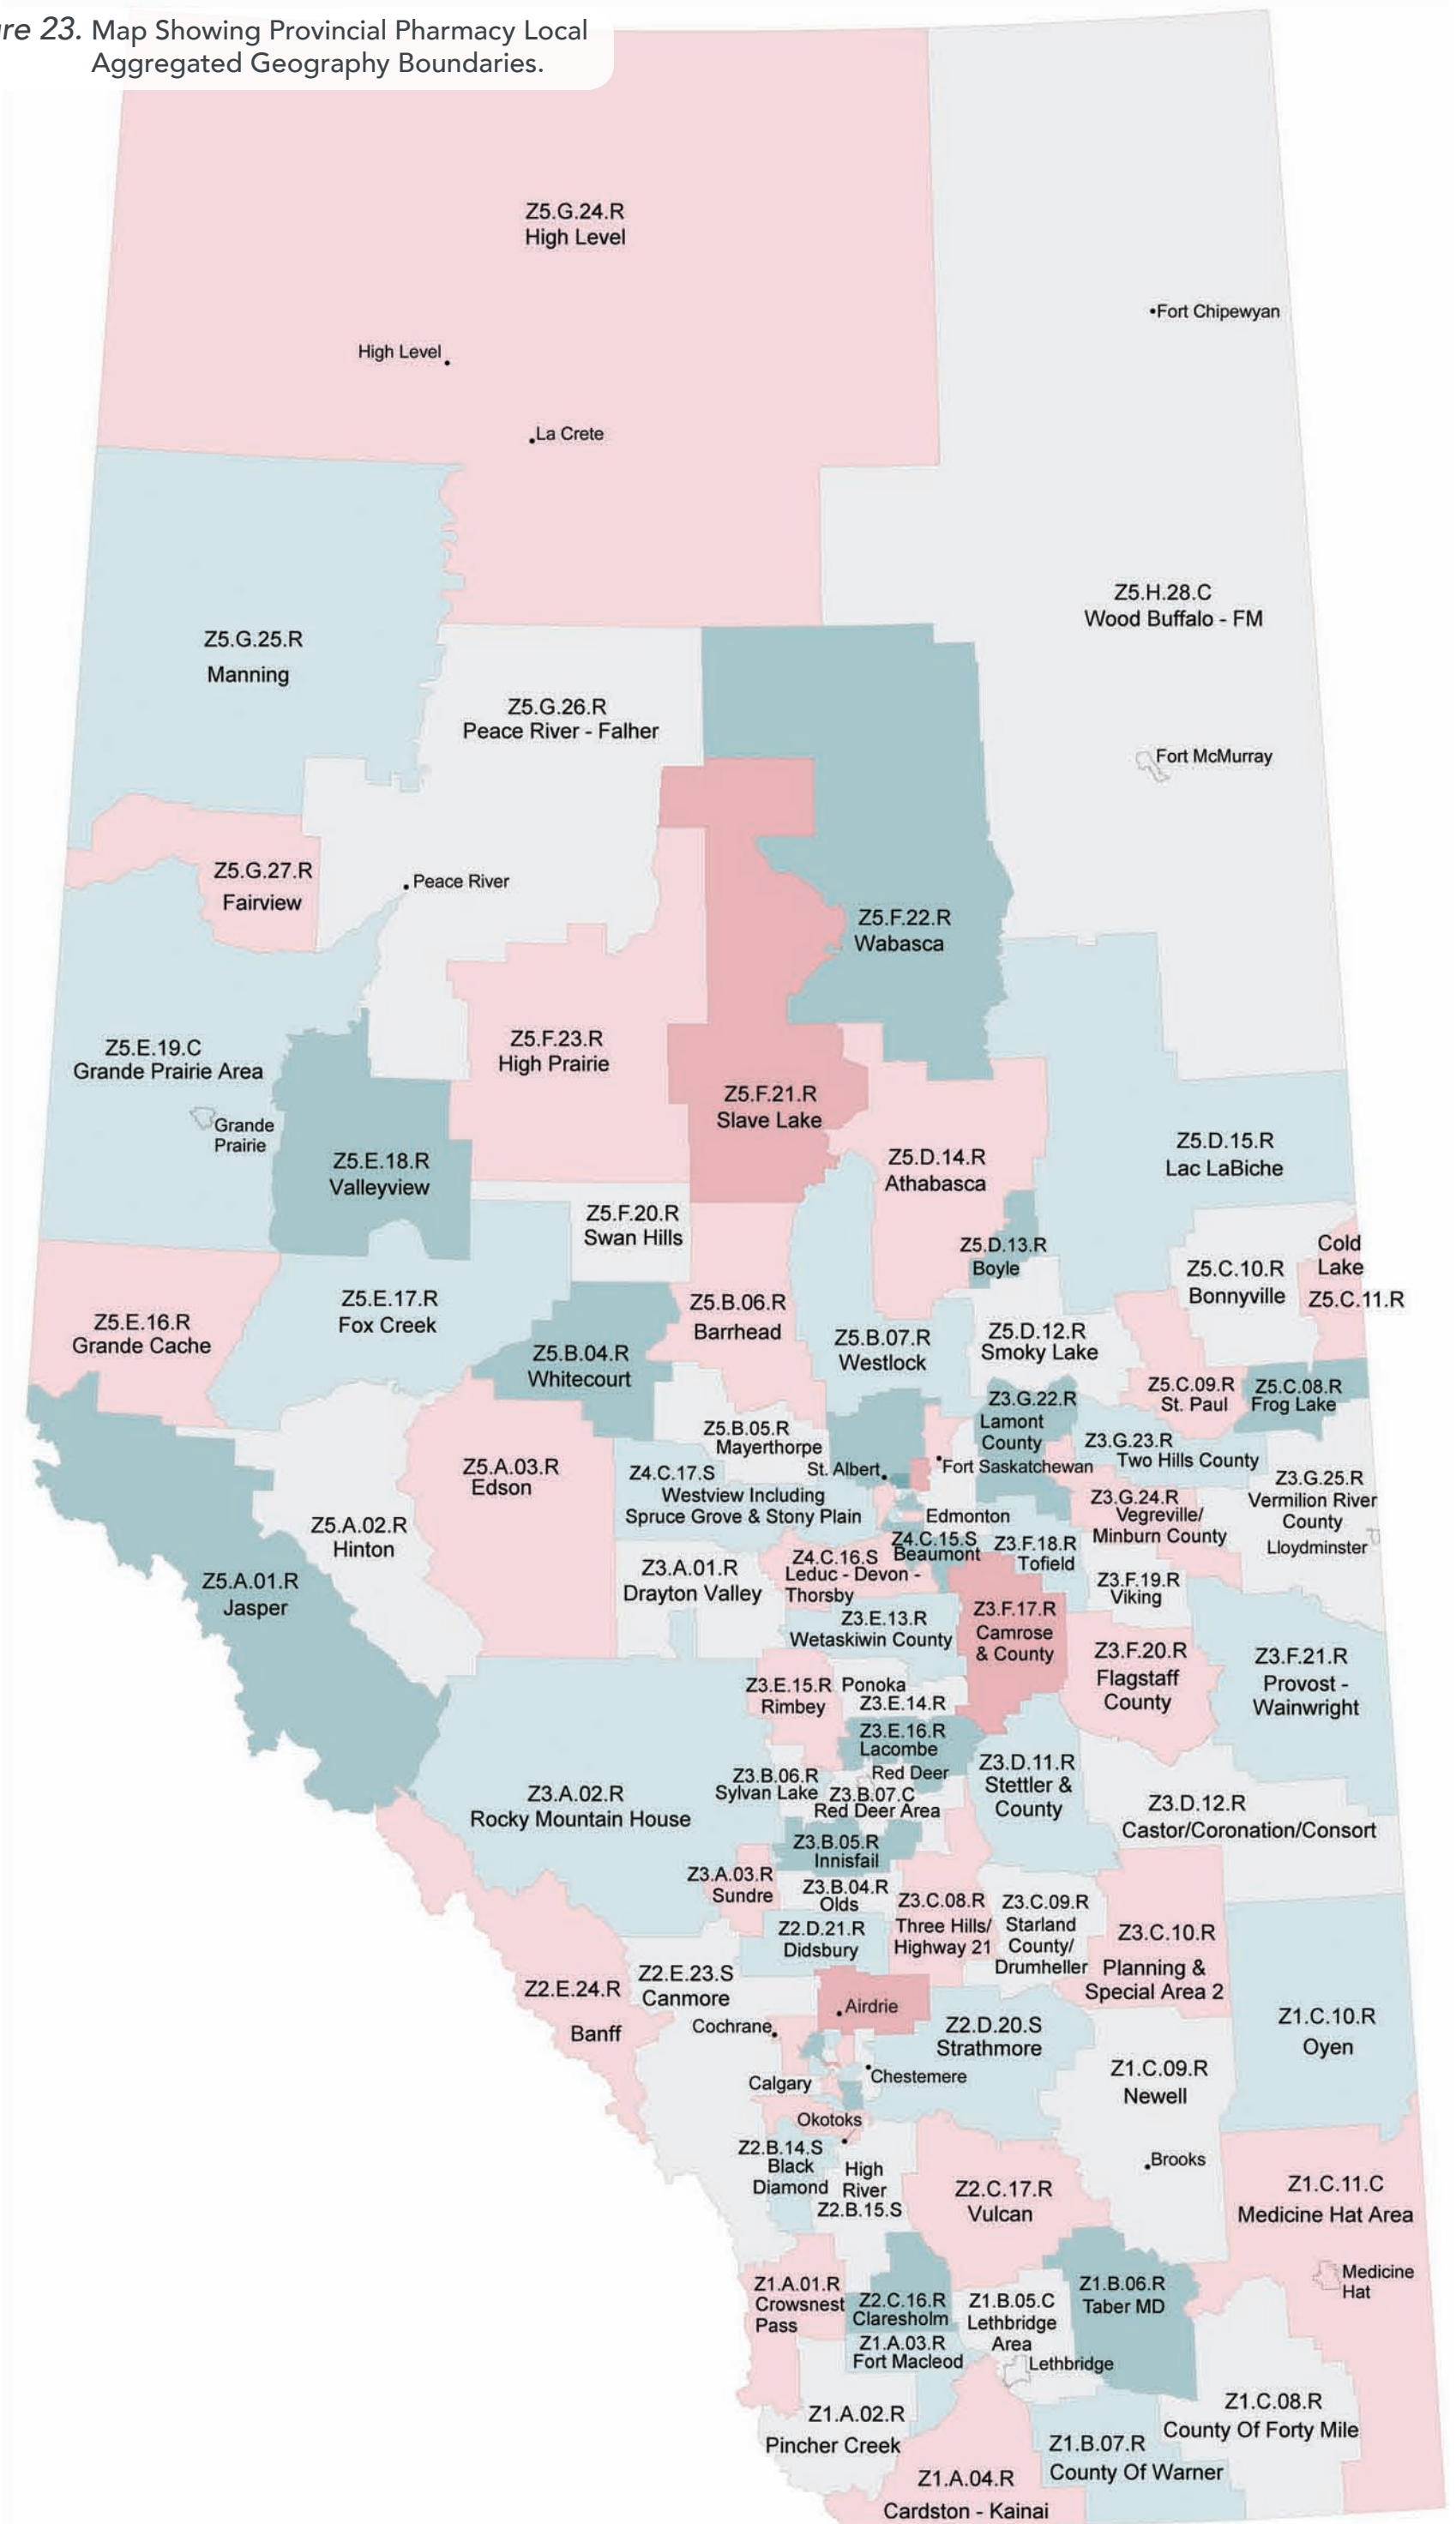 re 23. Map Showing Provincial Pharmacy Local
Aggregated Geography Boundaries.
Z5.G.24.R
High Level
Fort Chipewyan
High Level
La Crete
Z5.H.28.C
Wood Buffalo - FM
Z5.G.25.R
Manning
Z5.G.26.R
Peace River - Falher
Fort McMurray
Z5.G.27.R
Fairview
Peace River
Z5.F.22.R
Wabasca
Z5.E.19.C
Grande Prairie Area
Grande
Prairie
Z5.F.23.R
High Prairie
Z5.F.21.R
Slave Lake
Z5.E.18.R
Valleyview
Z5.D.14.R
Athabasca
Z5.D.15.R
Lac LaBiche
Z5.F.20.R
Swan Hills
Z5.D.13.R
Boyle
Z5.C.10.R
Bonnyville
Cold
Lake
Z5.C.11.R
Z5.E.16.R
Grande Cache
Z5.E.17.R
Fox Creek
Z5.B.06.R
Barrhead
Z5.B.04.R
Whitecourt
Z5.B.07.R
Westlock
Z5.D.12.R
Smoky Lake
Z5.C.09.R
St. Paul
Z5.C.08.R
Frog Lake
Z3.G.22.R
Lamont
County
Z5.B.05.R
Mayerthorpe
Z3.G.23.R
Two Hills County
Z5.A.03.R
Edson
Z4.C.17.S
Westview Including
Spruce Grove & Stony Plain
St. Albert
Fort Saskatchewan
Z3.G.25.R
Vermilion River
County
Lloydminster
Z3.G.24.R
Vegreville/
Minburn County
Edmonton
Z5.A.02.R
Hinton
Z4.C.15.S
Beaumont
Z3.F.18.R
Tofield
Z4.C.16.S
Leduc - Devon -
Thorsby
Z3.A.01.R
Drayton Valley
Z5.A.01.R
Jasper
Z3.F.19.R
Viking
Z3.E.13.R
Wetaskiwin County
Z3.F.17.R
Camrose
& County
Z3.F.20.R
Flagstaff
County
Z3.F.21.R
Provost -
Wainwright
Z3.E.15.R
Rimbey
Ponoka
Z3.E.14.R
Z3.E.16.R
Lacombe
Z3.D.11.R
Stettler &
County
Red Deer
Z3.B.06.R
Sylvan Lake
Z3.B.07.C
Red Deer Area
Z3.A.02.R
Rocky Mountain House
Z3.D.12.R
Castor/Coronation/Consort
Z3.B.05.R
Innisfail
Z3.A.03.R
Sundre
Z3.B.04.R
Olds
Z3.C.08.R
Three Hills/
Highway 21
Z3.C.09.R
Starland
County/
Drumheller
Z3.C.10.R
Planning &
Special Area 2
Z2.D.21.R
Didsbury
Z2.E.24.R
Banff
Z2.E.23.S
Canmore
Airdrie
Cochrane
Z2.D.20.S
Strathmore
Z1.C.10.R
Oyen
Chestemere
Calgary
Z1.C.09.R
Newell
Okotoks
Z2.B.14.S
Black
Diamond
High
River
Z2.B.15.S
Brooks
Z2.C.17.R
Vulcan
Z1.C.11.C
Medicine Hat Area
Medicine
Hat
Z1.A.01.R
Crowsnest
Pass
Z2.C.16.R
Claresholm
Z1.B.05.C
Lethbridge
Area
Z1.B.06.R
Taber MD
Z1.A.03.R
Fort Macleod
Lethbridge
Z1.A.02.R
Pincher Creek
Z1.C.08.R
County Of Forty Mile
Z1.B.07.R
County Of Warner
Z1.A.04.R
Cardston - Kainai